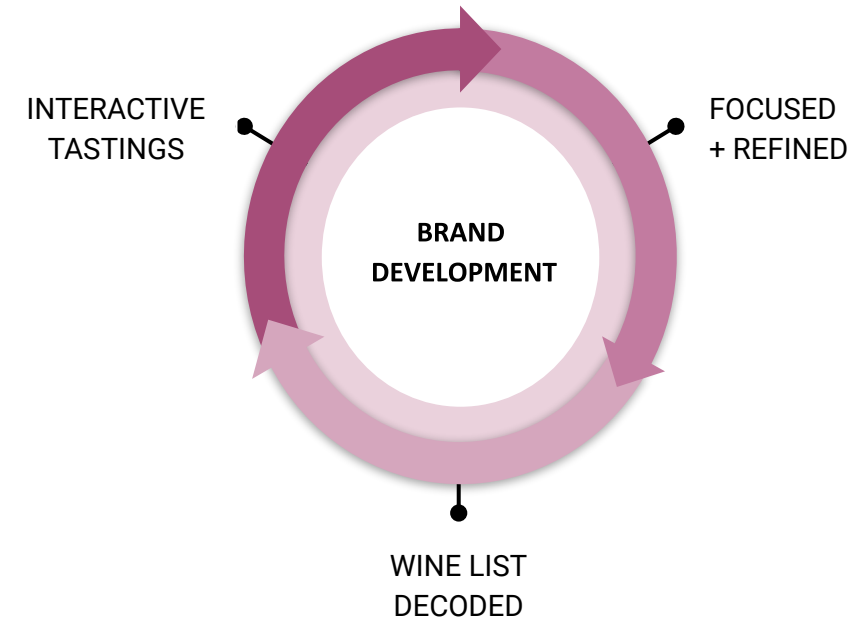 INTERACTIVE
TASTINGS
FOCUSED
+ REFINED
BRAND
DEVELOPMENT
WINE LIST
DECODED